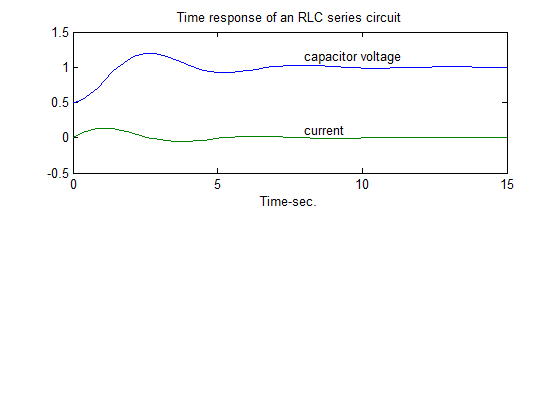 Time response of an RLC series circuit
1.5
capacitor voltage
1
0.5
current
0
-0.5
0 5 10 15
Time-sec.